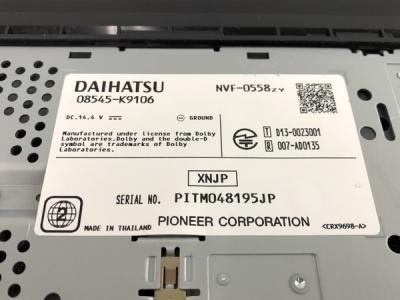 DAIHATSU
08545-K9106
NVF-0558ZY
DC.14.4 V
GROUND
Manufactured under license from Dolby
Laboratories.Dolby and the double-D
symbol are trademarks of Dolby
Laboratories.
T D13-0023001
R 007-AD0135
XNJP
SERIAL NO. PITM048195JP
2
MADE IN THAILAND
PIONEER CORPORATION
<CRX9698-A>